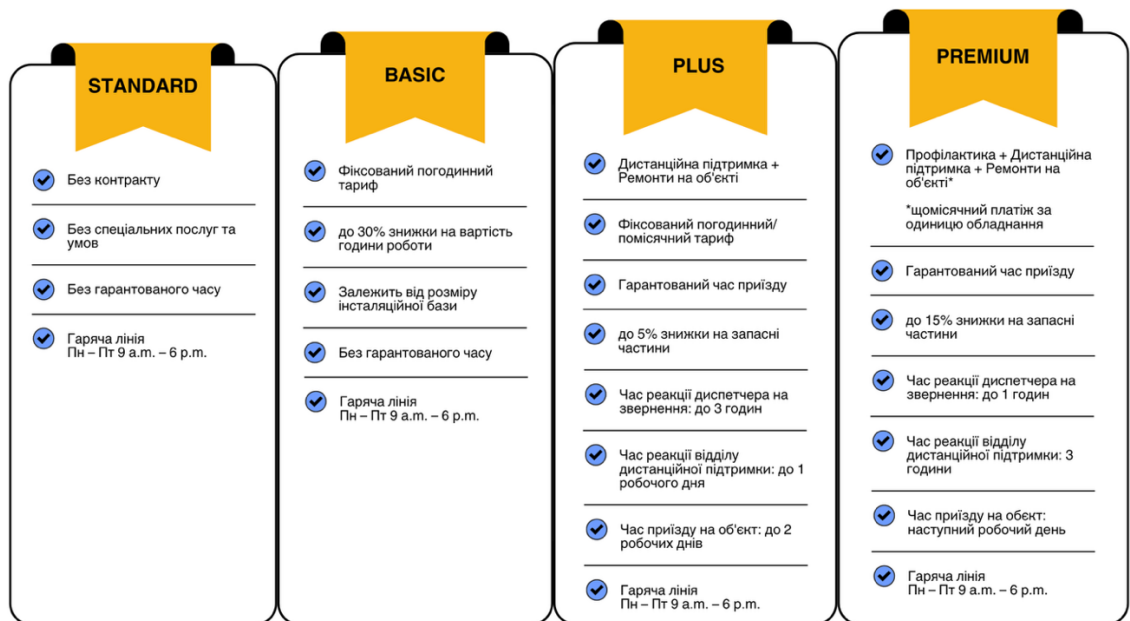 STANDARD
Без контракту
Без спеціальних послуг та
умов
Без гарантованого часу
Гаряча лінія
Пн – Пт 9 a.m. – 6 p.m.
BASIC
Фіксований погодинний
тариф
до 30% знижки на вартість
години роботи
Залежить від розміру
інсталяційної бази
Без гарантованого часу
Гаряча лінія
Пн – Пт 9 a.m. – 6 p.m.
PLUS
Дистанційна підтримка +
Ремонти на об'єкті
Фіксований погодинний/
помісячний тариф
Гарантований час приїзду
до 5% знижки на запасні
частини
Час реакції диспетчера на
звернення: до 3 годин
Час реакції відділу
дистанційної підтримки: до 1
робочого дня
Час приїзду на об'єкт: до 2
робочих днів
Гаряча лінія
Пн – Пт 9 a.m. – 6 p.m.
PREMIUM
Профілактика + Дистанційна
підтримка + Ремонти на
об'єкті*
*щомісячний платіж за
одиницю обладнання
Гарантований час приїзду
до 15% знижки на запасні
частини
Час реакції диспетчера на
звернення: до 1 годин
Час реакції відділу
дистанційної підтримки: 3
години
Час приїзду на обєкт:
наступний робочий день
Гаряча лінія
Пн – Пт 9 a.m. – 6 p.m.